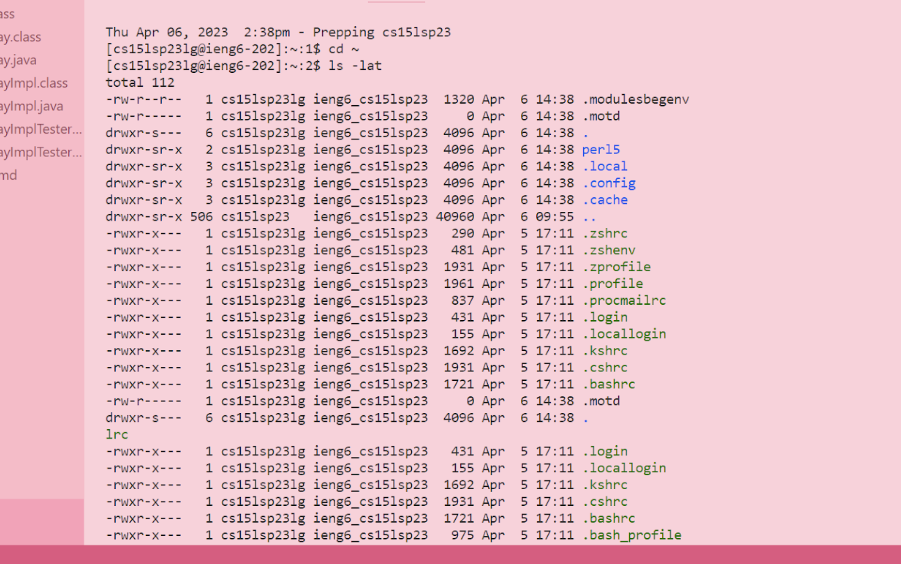 ass
ay.class
ay.java
ayImpl.class
ayImpl.java
ayImplTester...
ayImplTester...
md
Thu Apr 06, 2023  2:38pm - Prepping cs15lsp23
[cs15lsp23lg@ieng6-202]:~:1$ cd ~
[cs15lsp23lg@ieng6-202]:~:2$ ls -lat
total 112
-rw-r--r--   1 cs15lsp23lg ieng6_cs15lsp23  1320 Apr  6 14:38 .modulesbegenv
-rw-r-----   1 cs15lsp23lg ieng6_cs15lsp23     0 Apr  6 14:38 .motd
drwxr-s---   6 cs15lsp23lg ieng6_cs15lsp23  4096 Apr  6 14:38 .
drwxr-sr-x   2 cs15lsp23lg ieng6_cs15lsp23  4096 Apr  6 14:38 perl5
drwxr-sr-x   3 cs15lsp23lg ieng6_cs15lsp23  4096 Apr  6 14:38 .local
drwxr-sr-x   3 cs15lsp23lg ieng6_cs15lsp23  4096 Apr  6 14:38 .config
drwxr-sr-x   3 cs15lsp23lg ieng6_cs15lsp23  4096 Apr  6 14:38 .cache
drwxr-sr-x 506 cs15lsp23   ieng6_cs15lsp23 40960 Apr  6 09:55 ..
-rwxr-x---   1 cs15lsp23lg ieng6_cs15lsp23   290 Apr  5 17:11 .zshrc
-rwxr-x---   1 cs15lsp23lg ieng6_cs15lsp23   481 Apr  5 17:11 .zshenv
-rwxr-x---   1 cs15lsp23lg ieng6_cs15lsp23  1931 Apr  5 17:11 .zprofile
-rwxr-x---   1 cs15lsp23lg ieng6_cs15lsp23  1961 Apr  5 17:11 .profile
-rwxr-x---   1 cs15lsp23lg ieng6_cs15lsp23   837 Apr  5 17:11 .procmailrc
-rwxr-x---   1 cs15lsp23lg ieng6_cs15lsp23   431 Apr  5 17:11 .login
-rwxr-x---   1 cs15lsp23lg ieng6_cs15lsp23   155 Apr  5 17:11 .locallogin
-rwxr-x---   1 cs15lsp23lg ieng6_cs15lsp23  1692 Apr  5 17:11 .kshrc
-rwxr-x---   1 cs15lsp23lg ieng6_cs15lsp23  1931 Apr  5 17:11 .cshrc
-rwxr-x---   1 cs15lsp23lg ieng6_cs15lsp23  1721 Apr  5 17:11 .bashrc
-rw-r-----   1 cs15lsp23lg ieng6_cs15lsp23     0 Apr  6 14:38 .motd
drwxr-s---   6 cs15lsp23lg ieng6_cs15lsp23  4096 Apr  6 14:38 .
lrc
-rwxr-x---   1 cs15lsp23lg ieng6_cs15lsp23   431 Apr  5 17:11 .login
-rwxr-x---   1 cs15lsp23lg ieng6_cs15lsp23   155 Apr  5 17:11 .locallogin
-rwxr-x---   1 cs15lsp23lg ieng6_cs15lsp23  1692 Apr  5 17:11 .kshrc
-rwxr-x---   1 cs15lsp23lg ieng6_cs15lsp23  1931 Apr  5 17:11 .cshrc
-rwxr-x---   1 cs15lsp23lg ieng6_cs15lsp23  1721 Apr  5 17:11 .bashrc
-rwxr-x---   1 cs15lsp23lg ieng6_cs15lsp23   975 Apr  5 17:11 .bash_profile